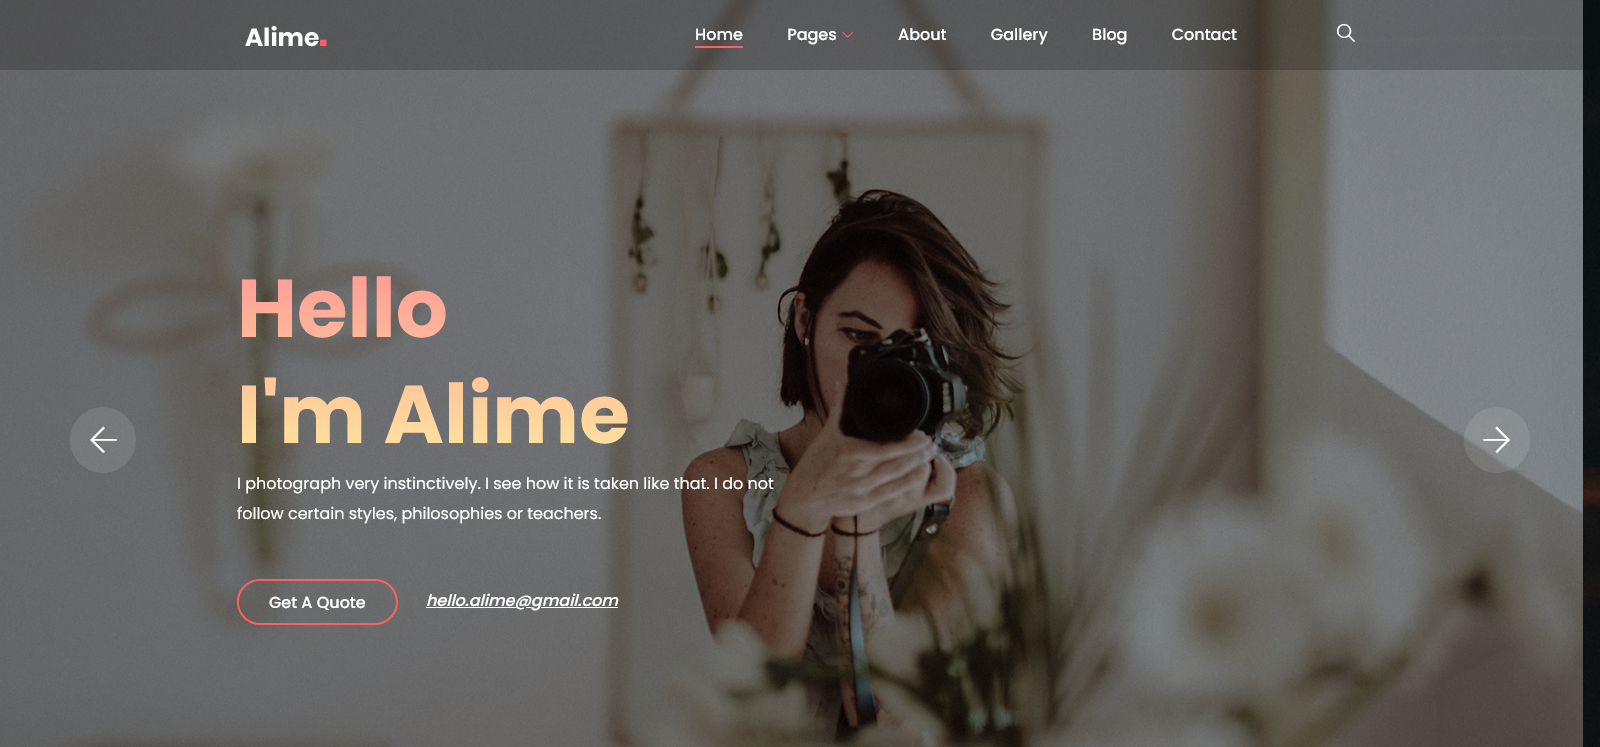 Alime.
Home Pages About Gallery Blog Contact
Hello
I'm Alime
I photograph very instinctively. I see how it is taken like that. I do not
follow certain styles, philosophies or teachers.
Get A Quote hello.alime@gmail.com